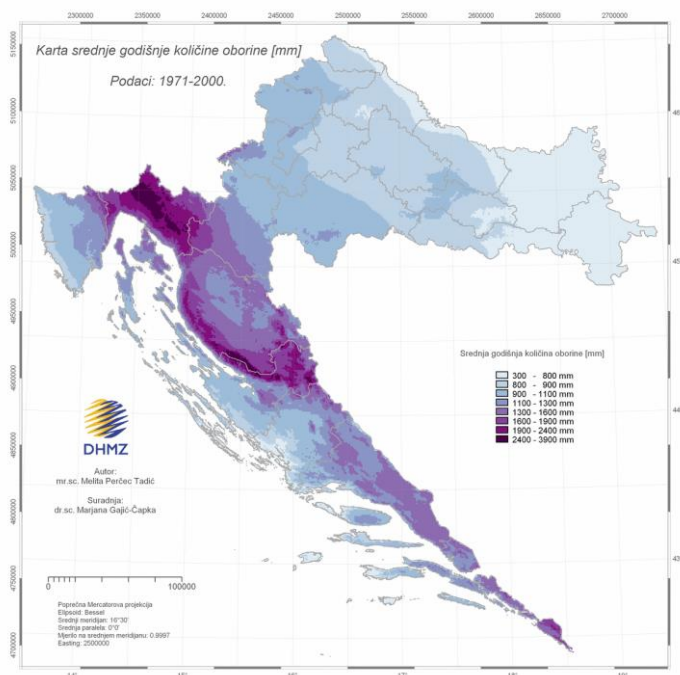 2300000 2350000 2400000 2450000 2500000 2550000 2600000 2650000 2700000
Karta srednje godišnje količine oborine [mm]
Podaci: 1971-2000.
5150000
5100000
5050000
5000000
4950000
4900000
4850000
4800000
4750000
4700000
Srednja godišnja količina oborine [mm]
300 - 800 mm
800 - 900 mm
900 - 1100 mm
1100 - 1300 mm
1300 - 1600 mm
1600 - 1900 mm
1900 - 2400 mm
2400 - 3900 mm
DHMZ
Autor:
mr.sc. Melita Perčec Tadić
Suradnja:
dr.sc. Marjana Gajić-Čapka
0 100000
Poprečna Mercatorova projekcija
Elipsoid: Bessel
Srednji meridijan: 16°30'
Srednja paralela: 0°0'
Mjerilo na srednjem meridijanu: 0.9997
Easting: 2500000